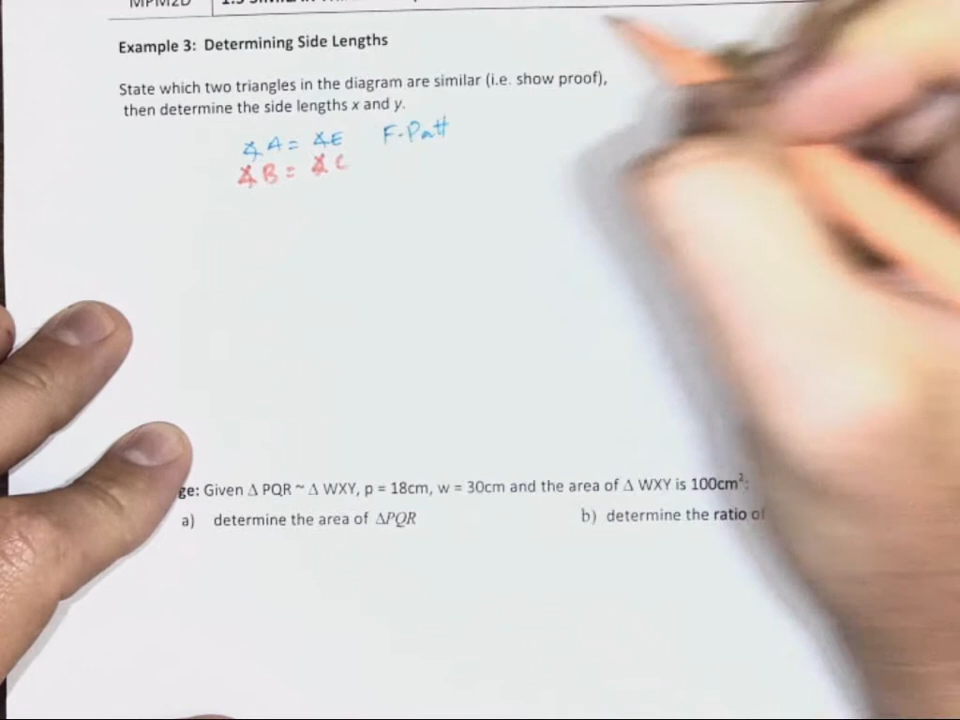 MPM2D
Example 3: Determining Side Lengths
State which two triangles in the diagram are similar (i.e. show proof),
then determine the side lengths x and y.
∡A = ∡E F-Patt
∡B = ∡C
ge: Given Δ PQR ~ Δ WXY, p = 18cm, w = 30cm and the area of Δ WXY is 100cm²:
a) determine the area of ΔPQR b) determine the ratio of